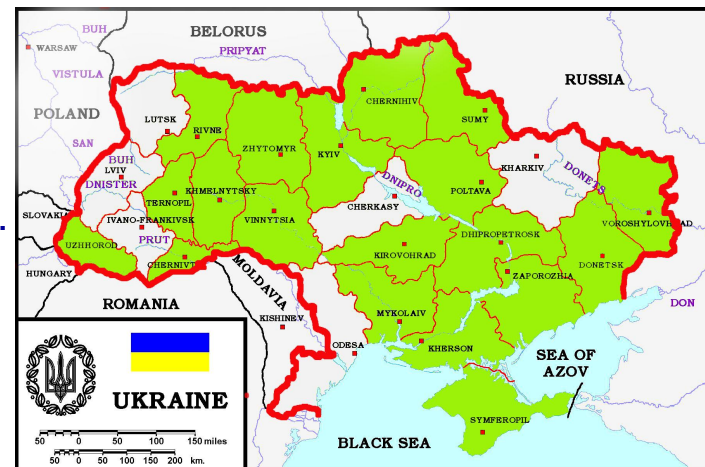 BUH
BELORUS
WARSAW
PRIPYAT
VISTULA
RUSSIA
CHERNIHIV
POLAND
LUTSK
SUMY
RIVNE
SAN
ZHYTOMYR
KYIV
BUH
LVIV
KHARKIV
DONETS
DNISTER
DNIPRO
KHMELNYTSKY
POLTAVA
TERNOPIL
CHERKASY
SLOVAKIA
IVANO-FRANKIVSK
VINNYTSIA
VOROSHYLOVHRAD
UZHHOROD
PRUT
DHIPROPETROSK
KIROVOHRAD
CHERNIVT
DONETSK
HUNGARY
MOLDAVIA
ZAPOROZHIA
ROMANIA
DON
MYKOLAIV
KISHINEV
ODESA
KHERSON
SEA OF
AZOV
UKRAINE
SYMFEROPIL
BLACK SEA
50 0 50 100 150 miles
50 0 50 100 150 200 km.